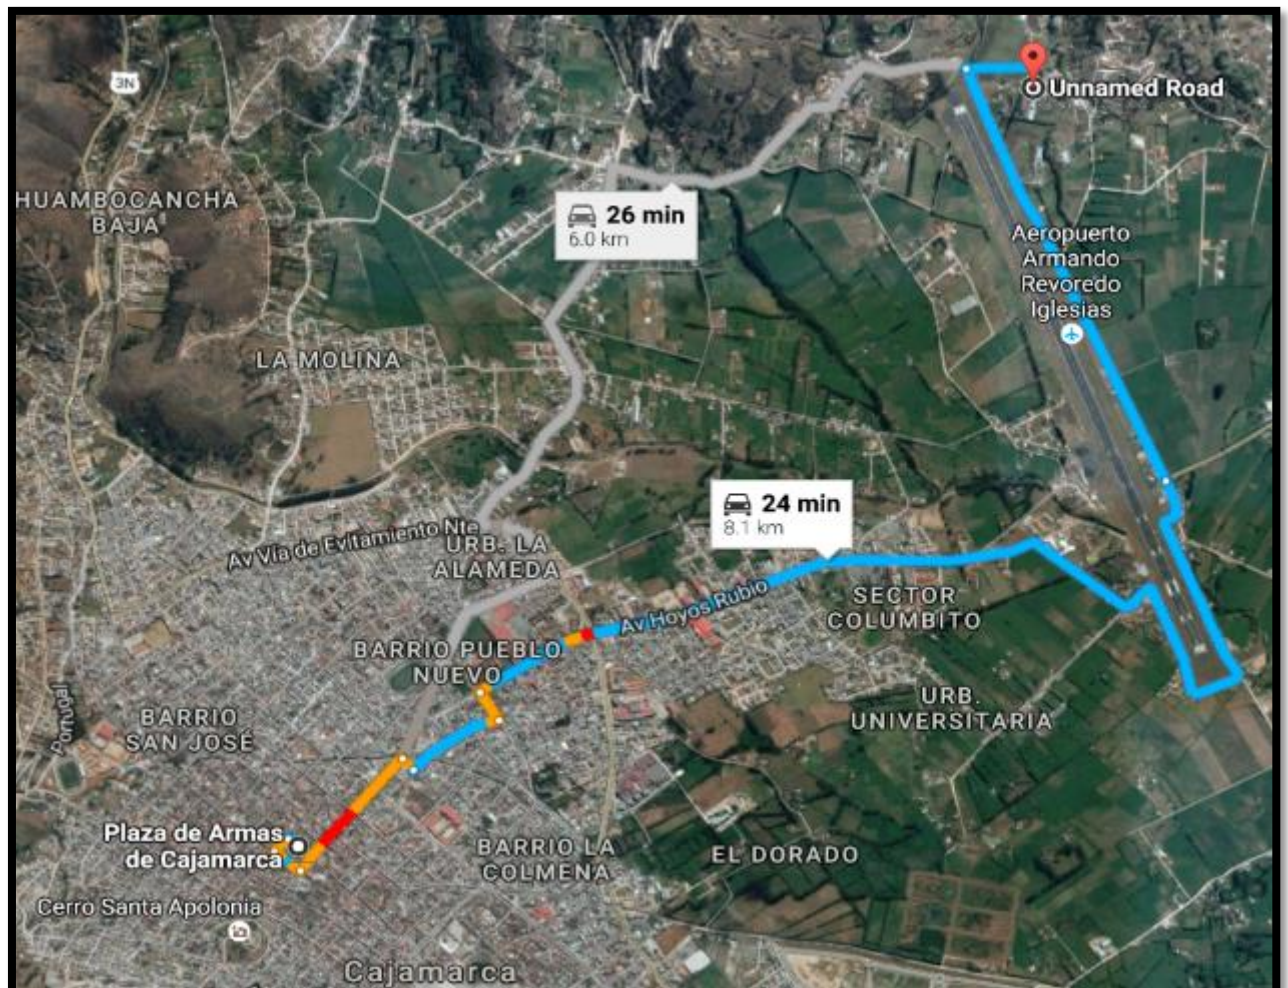 3N
Unnamed Road
HUAMBOCANCHA
BAJA
26 min
6.0 km
Aeropuerto
Armando
Revoredo
Iglesias
LA MOLINA
24 min
8.1 km
Av Vía de Evitamiento Nte
URB. LA
ALAMEDA
Av Hoyos Rubio
SECTOR
COLUMBITO
BARRIO PUEBLO
NUEVO
URB.
UNIVERSITARIA
Portugal
BARRIO
SAN JOSÉ
Plaza de Armas
de Cajamarca
BARRIO LA
COLMENA
EL DORADO
Cerro Santa Apolonia
Cajamarca